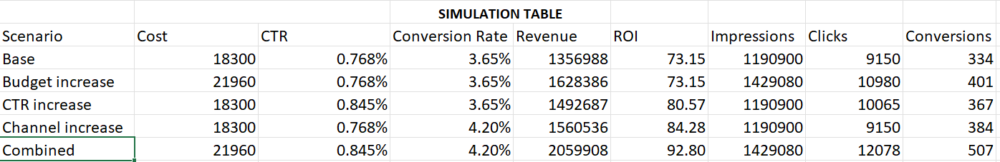 SIMULATION TABLE
Scenario Cost CTR Conversion Rate Revenue ROI Impressions Clicks Conversions
Base 18300 0.768% 3.65% 1356988 73.15 1190900 9150 334
Budget increase 21960 0.768% 3.65% 1628386 73.15 1429080 10980 401
CTR increase 18300 0.845% 3.65% 1492687 80.57 1190900 10065 367
Channel increase 18300 0.768% 4.20% 1560536 84.28 1190900 9150 384
Combined 21960 0.845% 4.20% 2059908 92.80 1429080 12078 507